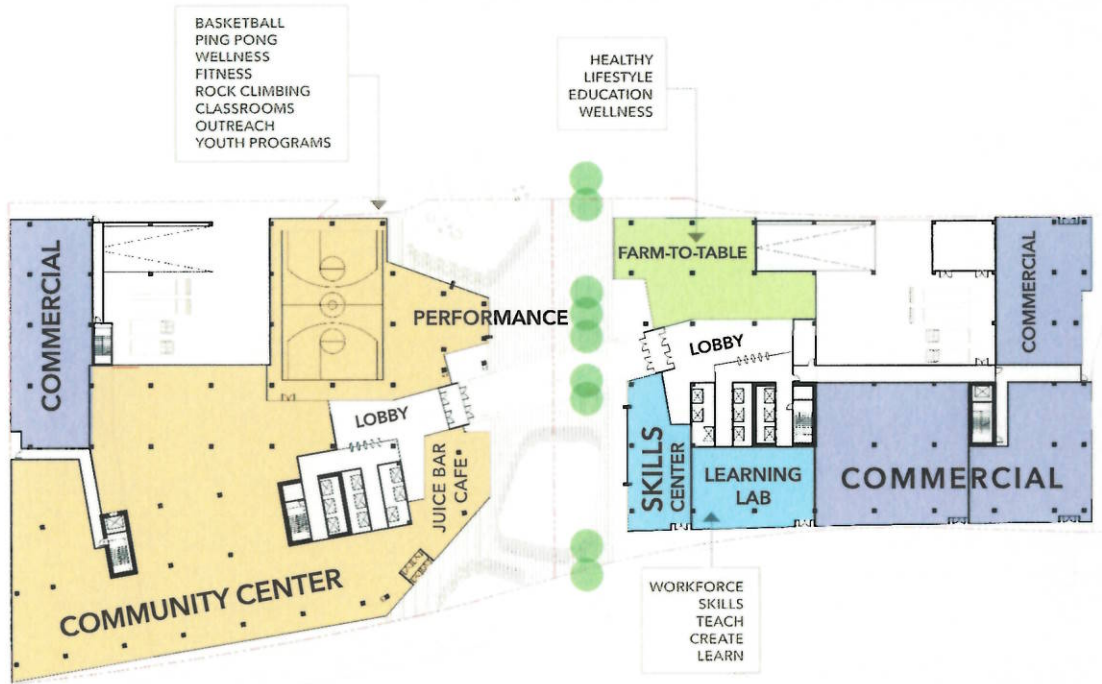 BASKETBALL
PING PONG
WELLNESS
FITNESS
ROCK CLIMBING
CLASSROOMS
OUTREACH
YOUTH PROGRAMS
HEALTHY
LIFESTYLE
EDUCATION
WELLNESS
COMMERCIAL
PERFORMANCE
FARM-TO-TABLE
COMMERCIAL
LOBBY
LOBBY
JUICE BAR
CAFE
SKILLS
CENTER
LEARNING
LAB
COMMERCIAL
COMMUNITY CENTER
WORKFORCE
SKILLS
TEACH
CREATE
LEARN